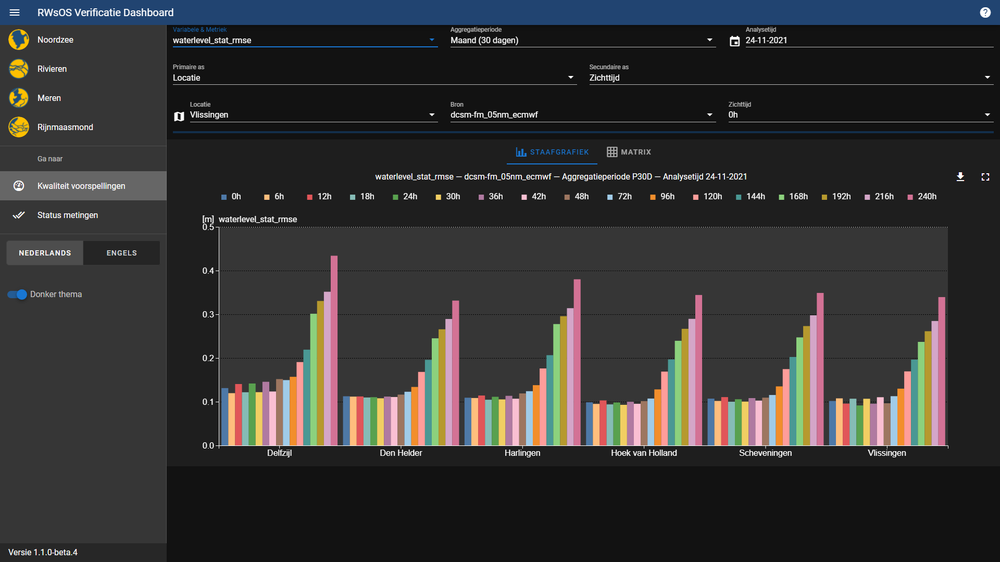 RWsOS Verificatie Dashboard
?
Noordzee
Rivieren
Meren
Rijnmaasmond
Ga naar
Kwaliteit voorspellingen
Status metingen
NEDERLANDS ENGELS
Donker thema
Versie 1.1.0-beta.4
Variabele & Metriek Aggregatieperiode Analysetijd
waterlevel_stat_rmse Maand (30 dagen) 24-11-2021
Primaire as Secundaire as
Locatie Zichttijd
Locatie Bron Zichttijd
Vlissingen dcsm-fm_05nm_ecmwf 0h
STAAFGRAFIEK MATRIX
waterlevel_stat_rmse — dcsm-fm_05nm_ecmwf — Aggregatieperiode P30D — Analysetijd 24-11-2021
0h 6h 12h 18h 24h 30h 36h 42h 48h 72h 96h 120h 144h 168h 192h 216h 240h
[m] waterlevel_stat_rmse
0.5
0.4
0.3
0.2
0.1
0.0
Delfzijl Den Helder Harlingen Hoek van Holland Scheveningen Vlissingen